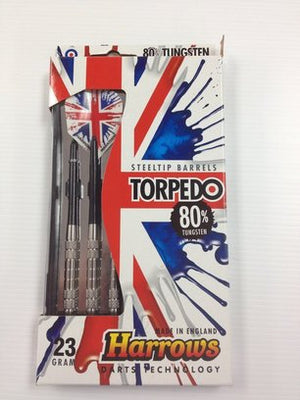 80% TUNGSTEN
STEELTIP BARRELS
TORPEDO
80%
TUNGSTEN
MADE IN ENGLAND
23
GRAM
Harrows
DARTS TECHNOLOGY